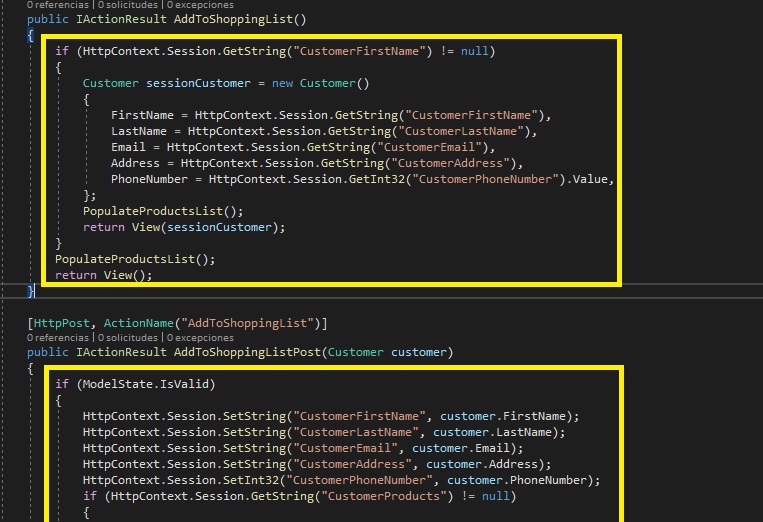 0 referencias | 0 solicitudes | 0 excepciones
public IActionResult AddToShoppingList()
{
if (HttpContext.Session.GetString("CustomerFirstName") != null)
{
Customer sessionCustomer = new Customer()
{
FirstName = HttpContext.Session.GetString("CustomerFirstName"),
LastName = HttpContext.Session.GetString("CustomerLastName"),
Email = HttpContext.Session.GetString("CustomerEmail"),
Address = HttpContext.Session.GetString("CustomerAddress"),
PhoneNumber = HttpContext.Session.GetInt32("CustomerPhoneNumber").Value,
};
PopulateProductsList();
return View(sessionCustomer);
}
PopulateProductsList();
return View();
}
[HttpPost, ActionName("AddToShoppingList")]
0 referencias | 0 solicitudes | 0 excepciones
public IActionResult AddToShoppingListPost(Customer customer)
{
if (ModelState.IsValid)
{
HttpContext.Session.SetString("CustomerFirstName", customer.FirstName);
HttpContext.Session.SetString("CustomerLastName", customer.LastName);
HttpContext.Session.SetString("CustomerEmail", customer.Email);
HttpContext.Session.SetString("CustomerAddress", customer.Address);
HttpContext.Session.SetInt32("CustomerPhoneNumber", customer.PhoneNumber);
if (HttpContext.Session.GetString("CustomerProducts") != null)
{